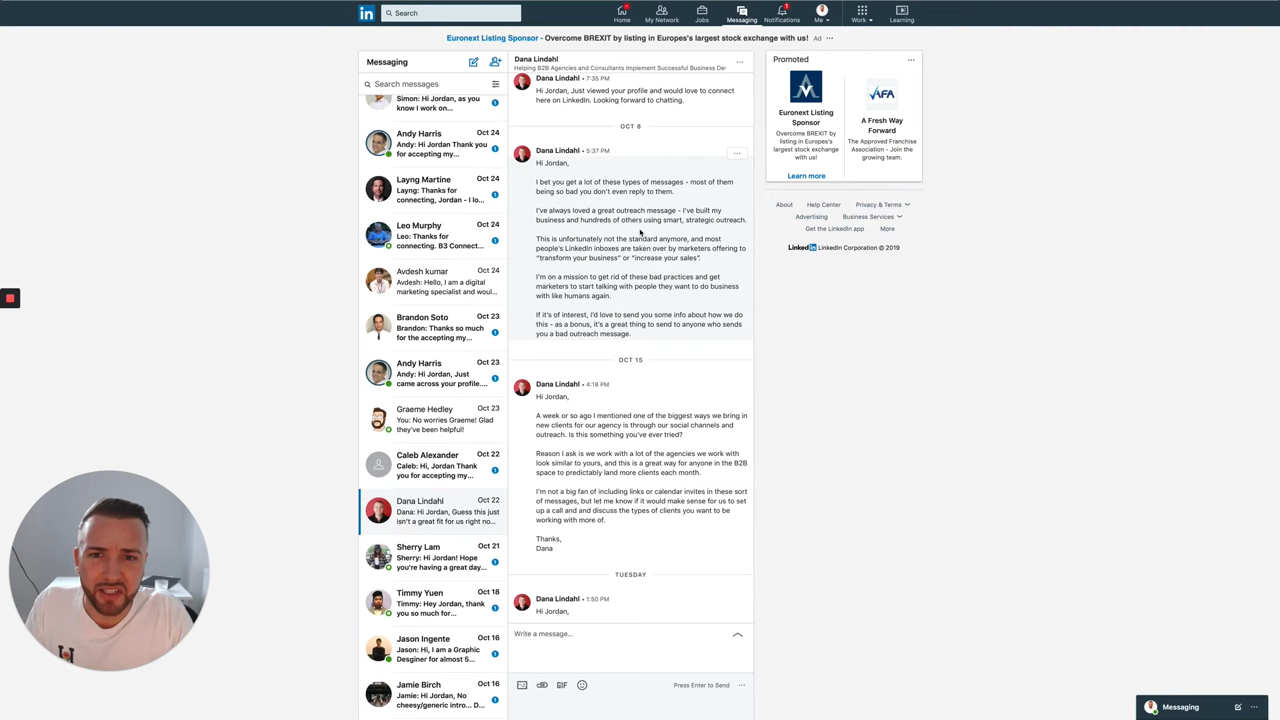 in
Search
Home
My Network
Jobs
Messaging
Notifications
Me
Work
Learning
Euronext Listing Sponsor - Overcome BREXIT by listing in Europes's largest stock exchange with us! Ad
Messaging
Search messages
Simon: Hi Jordan, as you
know I work on...
1
Andy Harris
Oct 24
Andy: Hi Jordan Thank you
for accepting my...
1
Layng Martine
Oct 24
Layng: Thanks for
connecting, Jordan - I lo...
1
Leo Murphy
Oct 24
Leo: Thanks for
connecting. B3 Connect...
1
Avdesh kumar
Oct 24
Avdesh: Hello, I am a digital
marketing specialist and woul...
Brandon Soto
Oct 23
Brandon: Thanks so much
for the accepting my...
1
Andy Harris
Oct 23
Andy: Hi Jordan, Just
came across your profile....
1
Graeme Hedley
Oct 23
You: No worries Graeme! Glad
they've been helpful!
Caleb Alexander
Oct 22
Caleb: Hi, Jordan Thank
you for accepting my...
1
Dana Lindahl
Oct 22
Dana: Hi Jordan, Guess this just
isn't a great fit for us right no...
Sherry Lam
Oct 21
Sherry: Hi Jordan! Hope
you're having a great day...
1
Timmy Yuen
Oct 18
Timmy: Hey Jordan, thank
you so much for...
1
Jason Ingente
Oct 16
Jason: Hi, I am a Graphic
Desginer for almost 5...
1
Jamie Birch
Oct 16
Jamie: Hi Jordan, No
cheesy/generic intro... D...
1
Dana Lindahl
Helping B2B Agencies and Consultants Implement Successful Business De
Dana Lindahl • 7:35 PM
Hi Jordan, Just viewed your profile and would love to connect
here on LinkedIn. Looking forward to chatting.
OCT 8
Dana Lindahl • 5:37 PM
Hi Jordan,
I bet you get a lot of these types of messages - most of them
being so bad you don't even reply to them.
I've always loved a great outreach message - I've built my
business and hundreds of others using smart, strategic outreach.
This is unfortunately not the standard anymore, and most
people's LinkedIn inboxes are taken over by marketers offering to
"transform your business" or "increase your sales".
I'm on a mission to get rid of these bad practices and get
marketers to start talking with people they want to do business
with like humans again.
If it's of interest, I'd love to send you some info about how we do
this - as a bonus, it's a great thing to send to anyone who sends
you a bad outreach message.
OCT 15
Dana Lindahl • 4:18 PM
Hi Jordan,
A week or so ago I mentioned one of the biggest ways we bring in
new clients for our agency is through our social channels and
outreach. Is this something you've ever tried?
Reason I ask is we work with a lot of the agencies we work with
look similar to yours, and this is a great way for anyone in the B2B
space to predictably land more clients each month.
I'm not a big fan of including links or calendar invites in these sort
of messages, but let me know if it would make sense for us to set
up a call and and discuss the types of clients you want to be
working with more of.
Thanks,
Dana
TUESDAY
Dana Lindahl • 1:50 PM
Hi Jordan,
Write a message...
GIF
Press Enter to Send
Promoted
Euronext Listing
Sponsor
Overcome BREXIT by
listing in Europes's
largest stock exchange
with us!
Learn more
AFA
A Fresh Way
Forward
The Approved Franchise
Association - Join the
growing team.
About
Help Center
Privacy & Terms
Advertising
Business Services
Get the LinkedIn app
More
Linkedin LinkedIn Corporation © 2019
Messaging